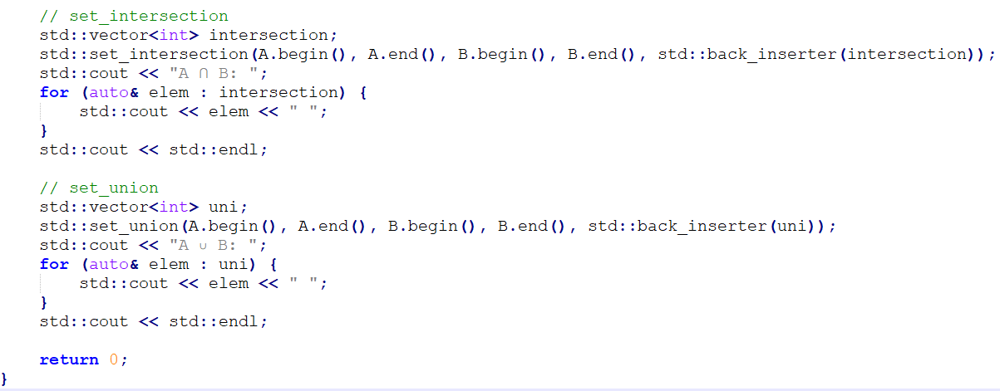 // set_intersection
std::vector<int> intersection;
std::set_intersection(A.begin(), A.end(), B.begin(), B.end(), std::back_inserter(intersection));
std::cout << "A ∩ B: ";
for (auto& elem : intersection) {
    std::cout << elem << " ";
}
std::cout << std::endl;

// set_union
std::vector<int> uni;
std::set_union(A.begin(), A.end(), B.begin(), B.end(), std::back_inserter(uni));
std::cout << "A ∪ B: ";
for (auto& elem : uni) {
    std::cout << elem << " ";
}
std::cout << std::endl;

return 0;
}